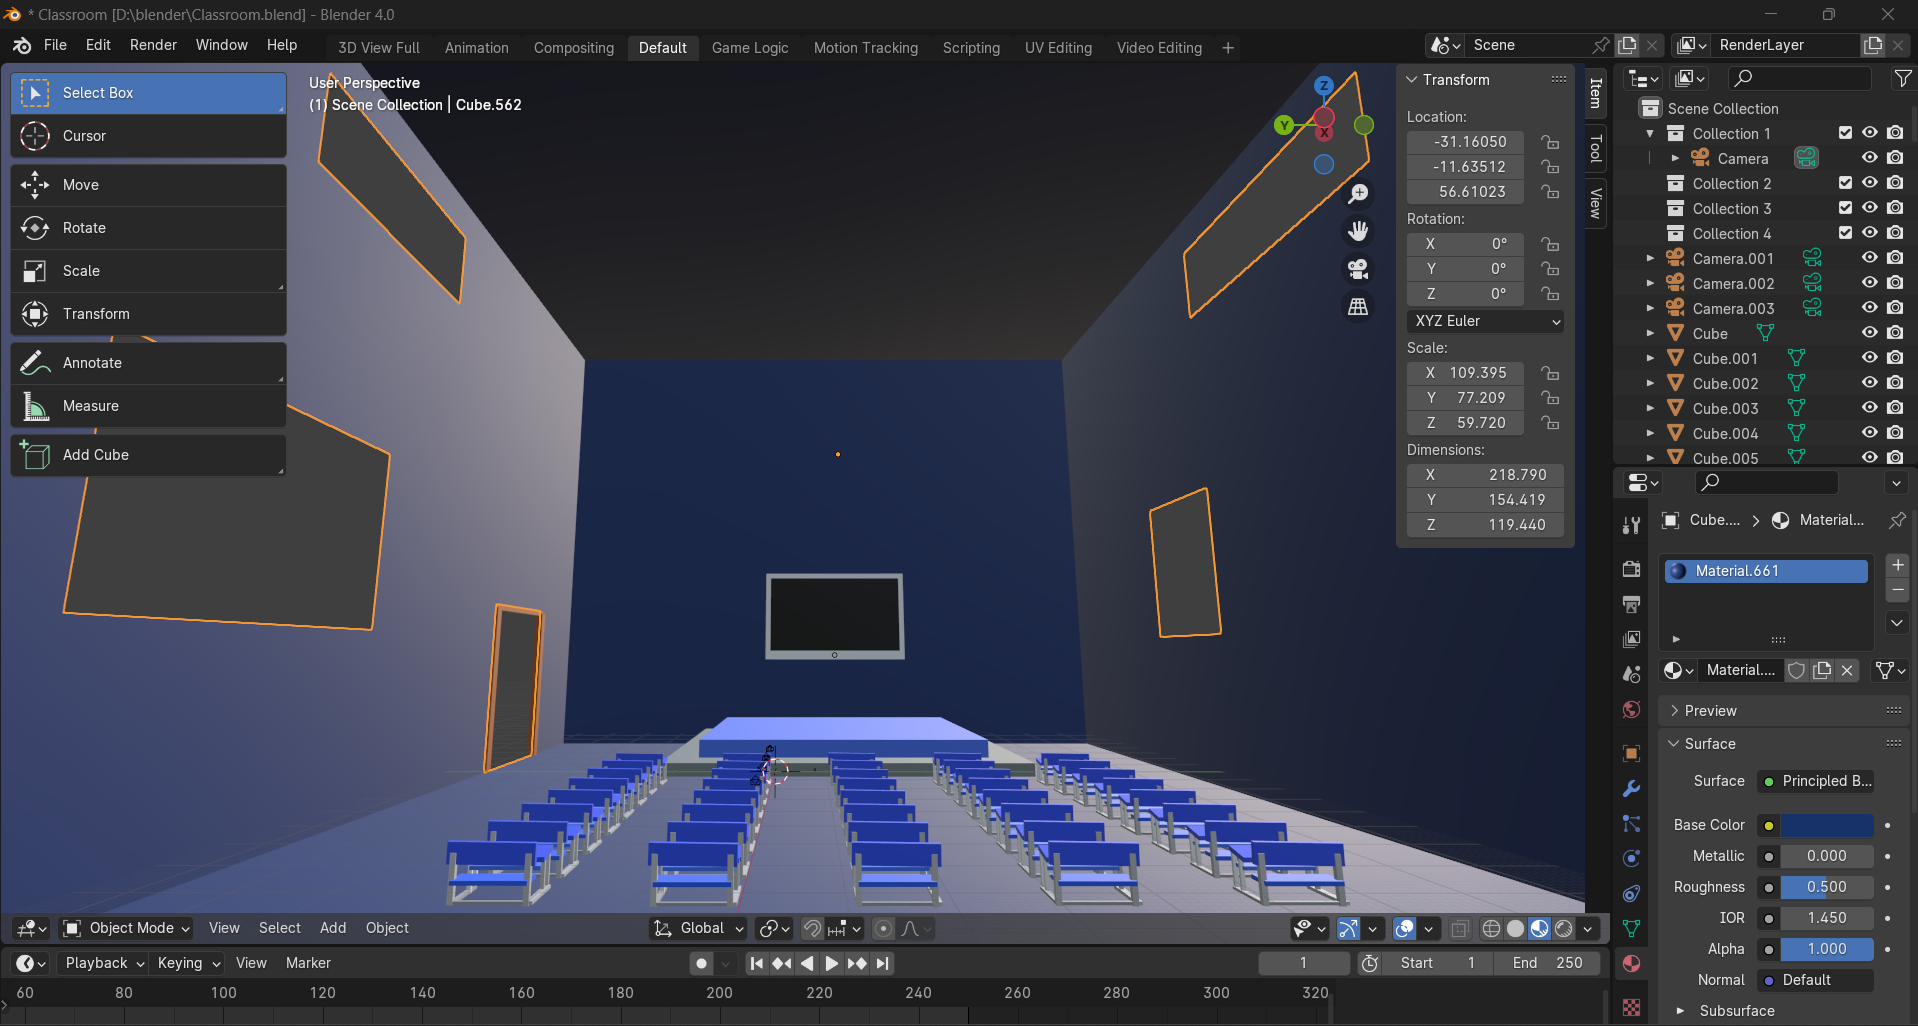 * Classroom [D:\blender\Classroom.blend] - Blender 4.0
File Edit Render Window Help 3D View Full Animation Compositing Default Game Logic Motion Tracking Scripting UV Editing Video Editing + Scene RenderLayer
Select Box
Cursor
Move
Rotate
Scale
Transform
Annotate
Measure
Add Cube
User Perspective
(1) Scene Collection | Cube.562
Z
Y
X
Transform
Location:
-31.16050
-11.63512
56.61023
Rotation:
X 0°
Y 0°
Z 0°
XYZ Euler
Scale:
X 109.395
Y 77.209
Z 59.720
Dimensions:
X 218.790
Y 154.419
Z 119.440
Item
Tool
View
Scene Collection
Collection 1
Camera
Collection 2
Collection 3
Collection 4
Camera.001
Camera.002
Camera.003
Cube
Cube.001
Cube.002
Cube.003
Cube.004
Cube.005
Cube.... > Material...
Material.661
Material....
Preview
Surface
Surface Principled B...
Base Color
Metallic 0.000
Roughness 0.500
IOR 1.450
Alpha 1.000
Normal Default
Subsurface
Object Mode View Select Add Object Global
Playback Keying View Marker 1 Start 1 End 250
60 80 100 120 140 160 180 200 220 240 260 280 300 320